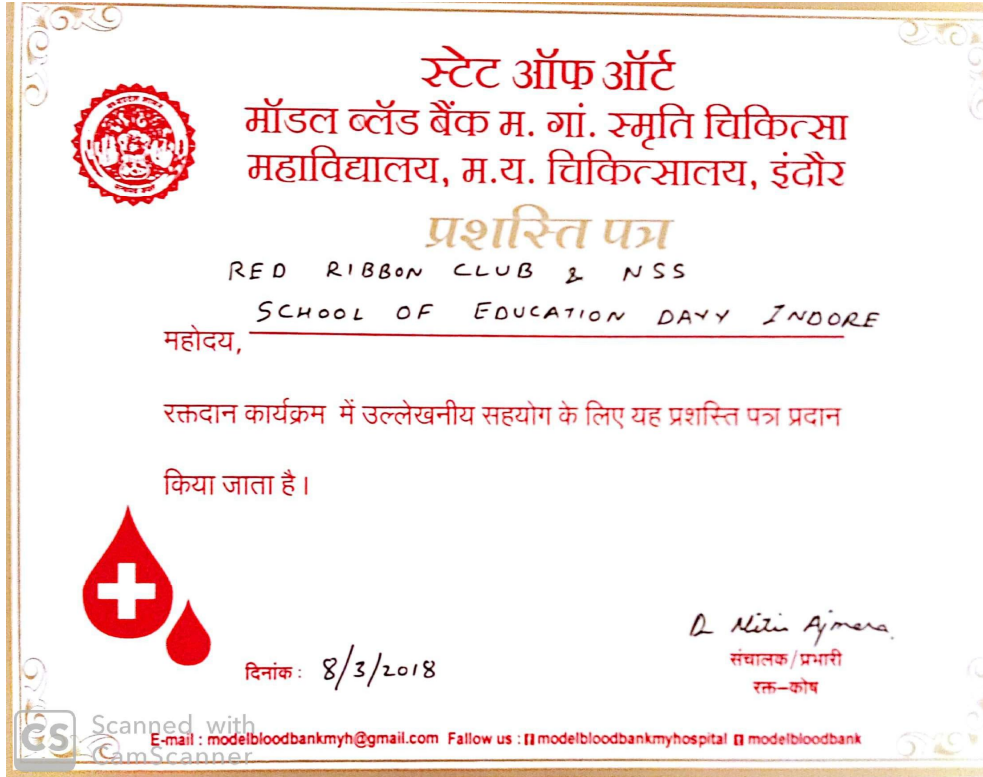 स्टेट ऑफ ऑर्ट
मॉडल ब्लॅड बैंक म. गां. स्मृति चिकित्सा
महाविद्यालय, म.य. चिकित्सालय, इंदौर
प्रशस्ति पत्र
RED RIBBON CLUB & NSS
SCHOOL OF EDUCATION DAVV INDORE
महोदय,
रक्तदान कार्यक्रम में उल्लेखनीय सहयोग के लिए यह प्रशस्ति पत्र प्रदान
किया जाता है।
Dr Nitin Ajmera
संचालक/प्रभारी
रक्त-कोष
दिनांक : 8/3/2018
CS Scanned with
CamScanner
E-mail : modelbloodbankmyh@gmail.com Fallow us : modelbloodbankmyhospital modelbloodbank